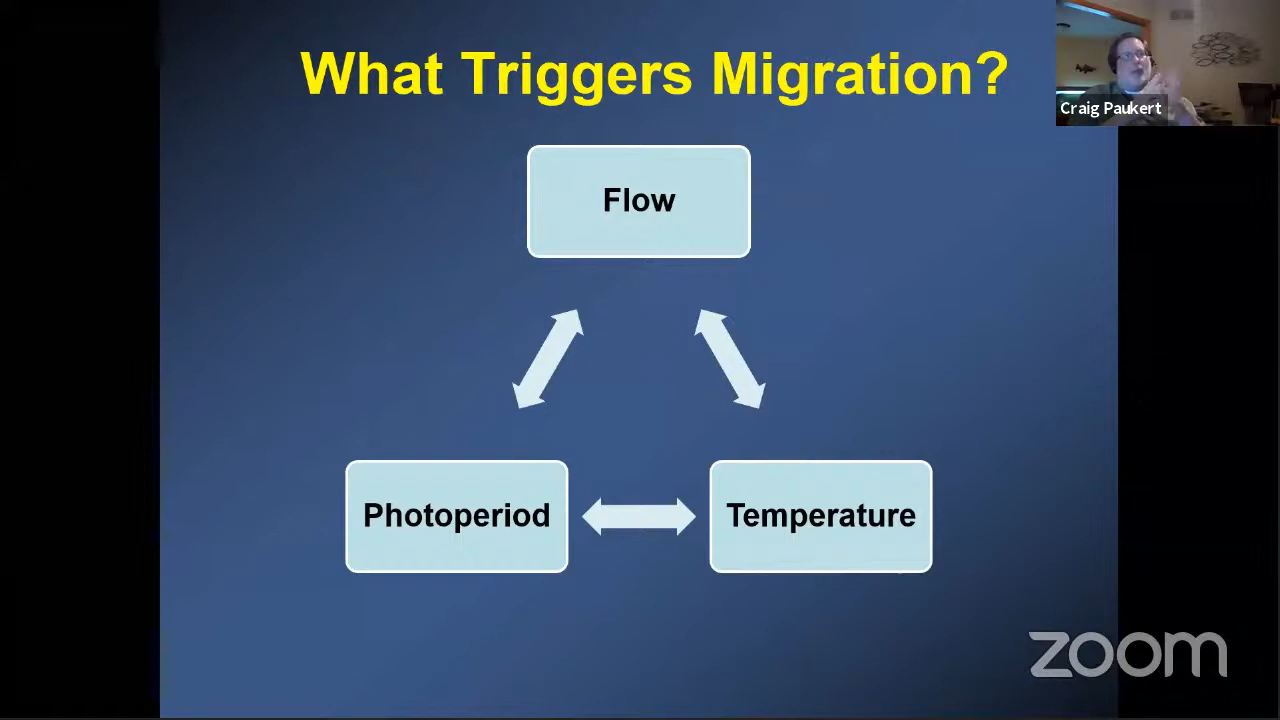 What Triggers Migration?
Craig Paukert
Flow
Photoperiod
Temperature
zoom